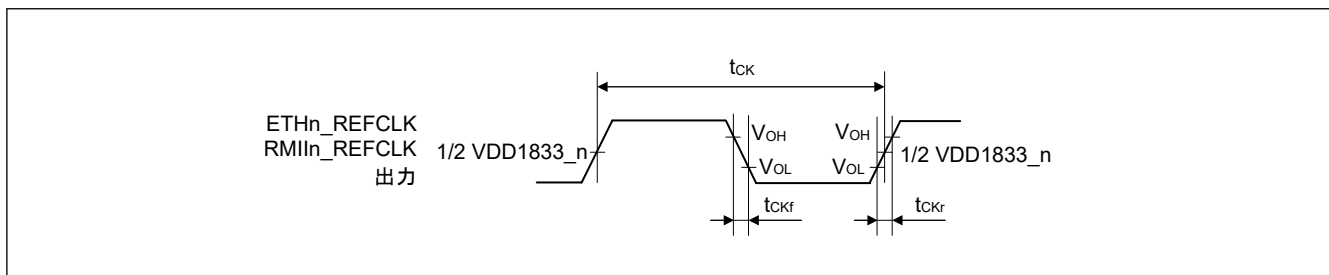 tCK
ETHn_REFCLK
RMIIn_REFCLK
出力
1/2 VDD1833_n
VOH
VOL
VOH
VOL
1/2 VDD1833_n
tCKf
tCKr